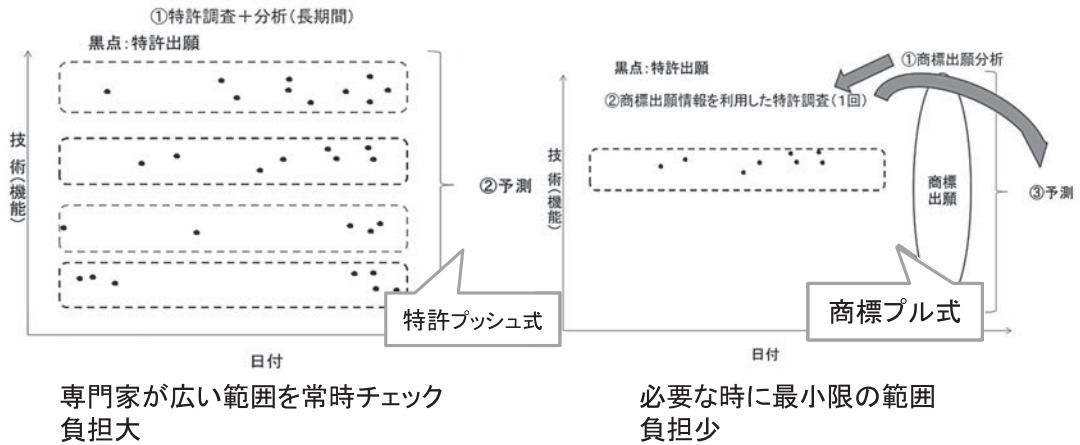 ①特許調査＋分析（長期間）
黒点：特許出願
技術（機能）
②予測
特許プッシュ式
日付
専門家が広い範囲を常時チェック
負担大
①商標出願分析
黒点：特許出願
②商標出願情報を利用した特許調査（1回）
技術（機能）
商標
出願
③予測
商標プル式
日付
必要な時に最小限の範囲
負担少